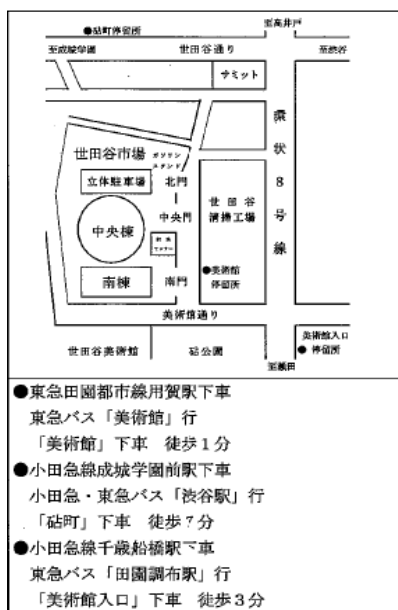 至高井戸
●砧町停留所
至成城学園
世田谷通り
至渋谷
サミット
環状8号線
世田谷市場
ガソリン
スタンド
立体駐車場
北門
世田谷
清掃工場
中央棟
中央門
●美術館
停留所
南棟
南門
美術館通り
美術館入口
● 停留所
世田谷美術館
砧公園
至瀬田
●東急田園都市線用賀駅下車
東急バス「美術館」行
「美術館」下車 徒歩1分
●小田急線成城学園前駅下車
小田急・東急バス「渋谷駅」行
「砧町」下車 徒歩7分
●小田急線千歳船橋駅下車
東急バス「田園調布駅」行
「美術館入口」下車 徒歩3分